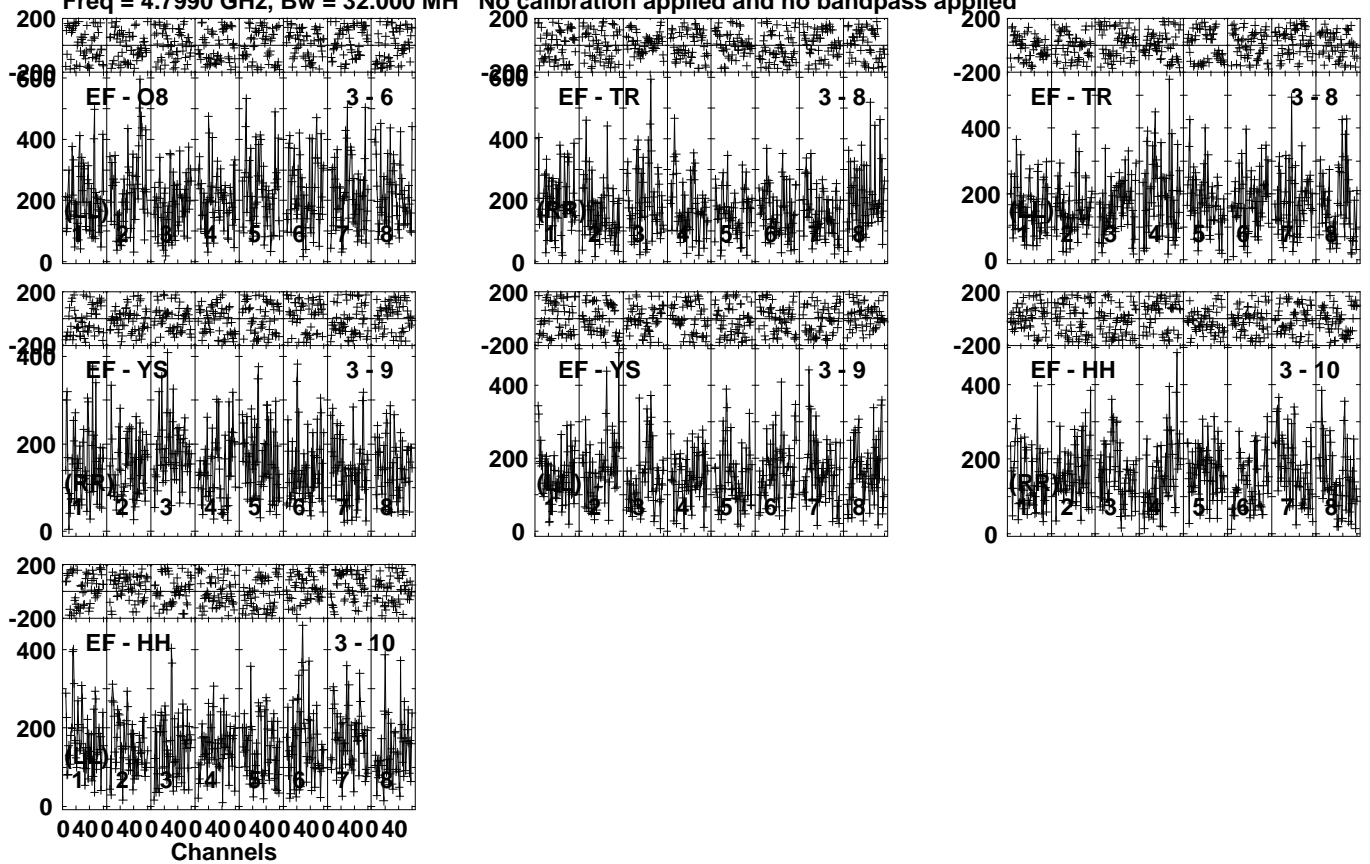 Freq = 4.7990 GHz, Bw = 32.000 MH No calibration applied and no bandpass applied
200 200 200
-200 -200 -200
600 600
EF - O8 3 - 6 EF - TR 3 - 8 EF - TR 3 - 8
400 400 400
200 200 200
(LL) (RR) (LL)
1 2 3 4 5 6 7 8 1 2 3 4 5 6 7 8 1 2 3 4 5 6 7 8
0 0 0
200 200 200
-200 -200 -200
400
EF - YS 3 - 9 EF - YS 3 - 9 EF - HH 3 - 10
400 400
200 200 200
(RR) (LL) (RR)
1 2 3 4 5 6 7 8 1 2 3 4 5 6 7 8 1 2 3 4 5 6 7 8
0 0 0
200
-200
EF - HH 3 - 10
400
200
(LL)
1 2 3 4 5 6 7 8
0
0 40 0 40 0 40 0 40 0 40 0 40 0 40 0 40
Channels